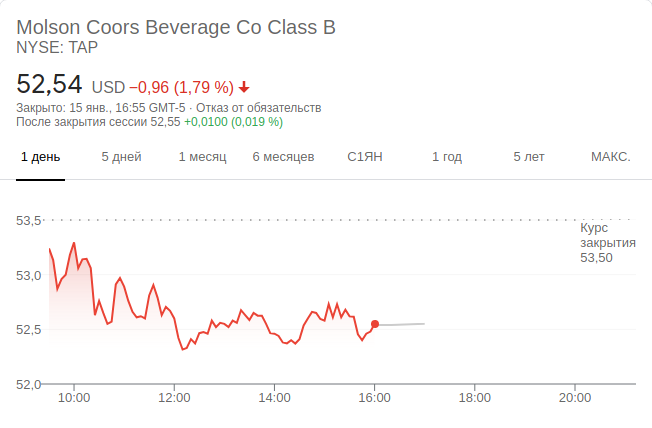 Molson Coors Beverage Co Class B
NYSE: TAP
52,54 USD −0,96 (1,79 %)
Закрыто: 15 янв., 16:55 GMT-5 · Отказ от обязательств
После закрытия сессии 52,55 +0,0100 (0,019 %)
1 день 5 дней 1 месяц 6 месяцев С1ЯН 1 год 5 лет МАКС.
53,5
Курс
закрытия
53,50
53,0
52,5
52,0
10:00 12:00 14:00 16:00 18:00 20:00